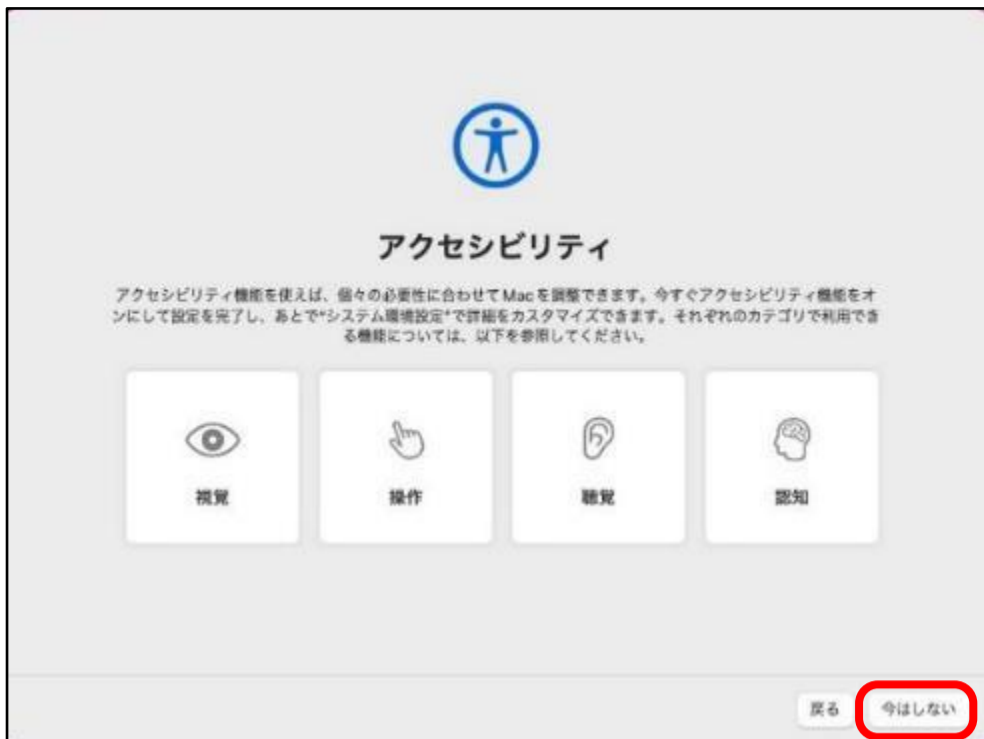 アクセシビリティ
アクセシビリティ機能を使えば、個々の必要性に合わせてMacを調整できます。今すぐアクセシビリティ機能をオ
ンにして設定を完了し、あとで"システム環境設定"で詳細をカスタマイズできます。それぞれのカテゴリで利用でき
る機能については、以下を参照してください。
視覚
操作
聴覚
認知
戻る
今はしない